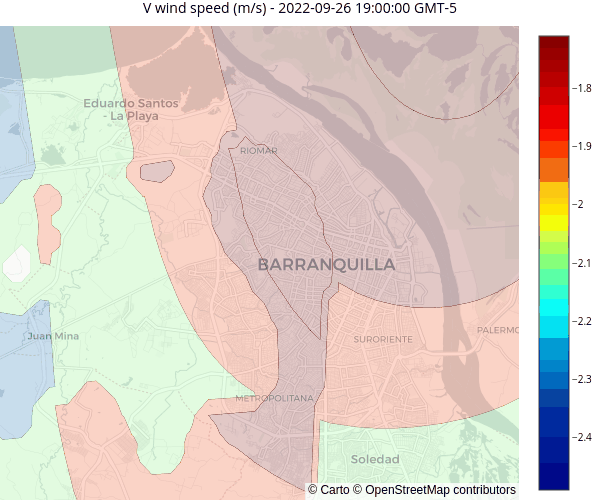 V wind speed (m/s) - 2022-09-26 19:00:00 GMT-5
Eduardo Santos
- La Playa
RIOMAR
BARRANQUILLA
Juan Mina
SURORIENTE
PALERMO
METROPOLITANA
Soledad
© Carto © OpenStreetMap contributors
−1.8
−1.9
−2
−2.1
−2.2
−2.3
−2.4